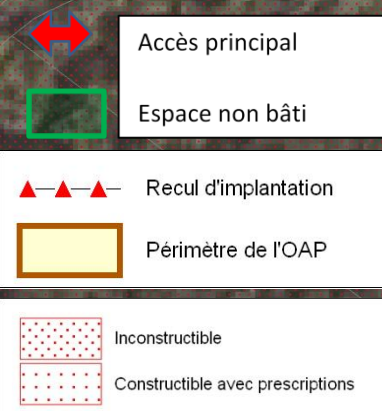 Accès principal
Espace non bâti
Recul d'implantation
Périmètre de l'OAP
Inconstructible
Constructible avec prescriptions